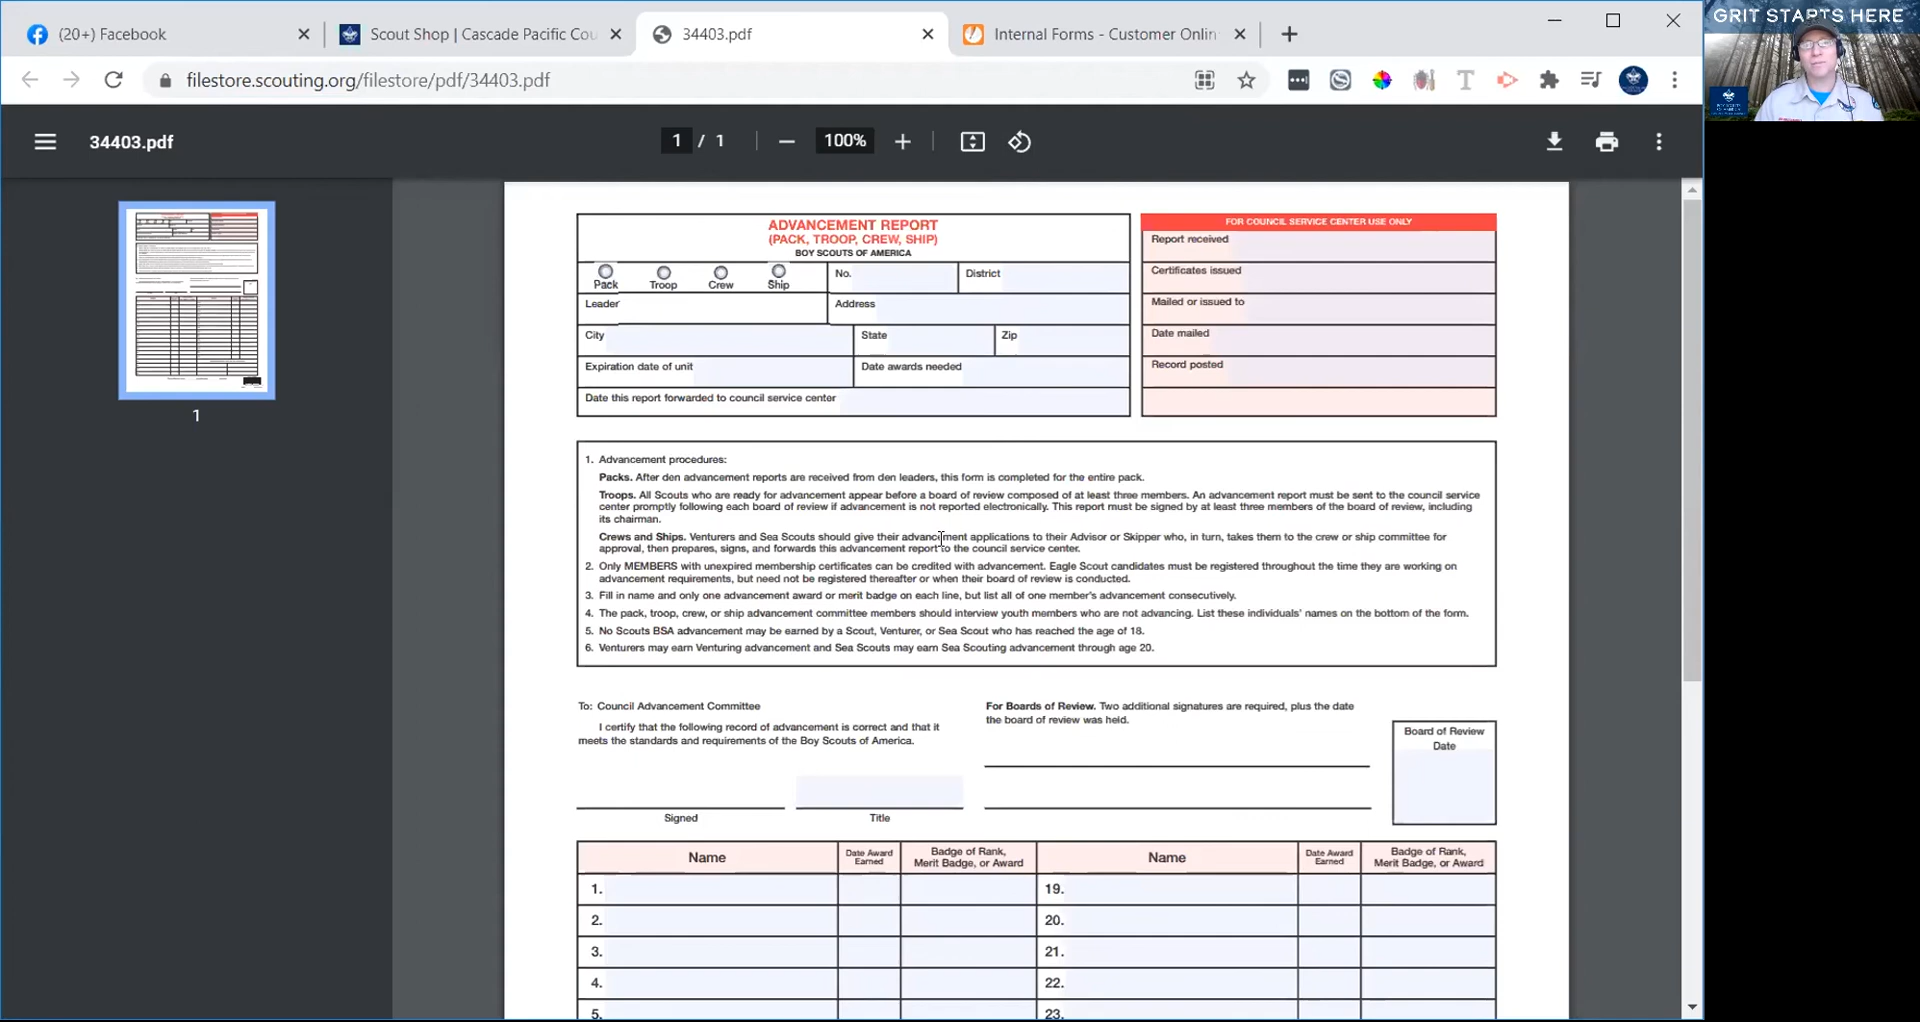 (20+) Facebook
Scout Shop | Cascade Pacific Cou
34403.pdf
Internal Forms - Customer Onlin
GRIT STARTS HERE
filestore.scouting.org/filestore/pdf/34403.pdf
34403.pdf
1 / 1
100%
1
ADVANCEMENT REPORT
(PACK, TROOP, CREW, SHIP)
BOY SCOUTS OF AMERICA
Pack Troop Crew Ship
No.
District
Leader
Address
City
State
Zip
Expiration date of unit
Date awards needed
Date this report forwarded to council service center
FOR COUNCIL SERVICE CENTER USE ONLY
Report received
Certificates issued
Mailed or issued to
Date mailed
Record posted
1. Advancement procedures:
Packs. After den advancement reports are received from den leaders, this form is completed for the entire pack.
Troops. All Scouts who are ready for advancement appear before a board of review composed of at least three members. An advancement report must be sent to the council service
center promptly following each board of review if advancement is not reported electronically. This report must be signed by at least three members of the board of review, including
its chairman.
Crews and Ships. Venturers and Sea Scouts should give their advancement applications to their Advisor or Skipper who, in turn, takes them to the crew or ship committee for
approval, then prepares, signs, and forwards this advancement report to the council service center.
2. Only MEMBERS with unexpired membership certificates can be credited with advancement. Eagle Scout candidates must be registered throughout the time they are working on
advancement requirements, but need not be registered thereafter or when their board of review is conducted.
3. Fill in name and only one advancement award or merit badge on each line, but list all of one member's advancement consecutively.
4. The pack, troop, crew, or ship advancement committee members should interview youth members who are not advancing. List these individuals' names on the bottom of the form.
5. No Scouts BSA advancement may be earned by a Scout, Venturer, or Sea Scout who has reached the age of 18.
6. Venturers may earn Venturing advancement and Sea Scouts may earn Sea Scouting advancement through age 20.
To: Council Advancement Committee
I certify that the following record of advancement is correct and that it
meets the standards and requirements of the Boy Scouts of America.
Signed
Title
For Boards of Review. Two additional signatures are required, plus the date
the board of review was held.
Board of Review
Date
Name
Date Award
Earned
Badge of Rank,
Merit Badge, or Award
Name
Date Award
Earned
Badge of Rank,
Merit Badge, or Award
1. 19.
2. 20.
3. 21.
4. 22.
5. 23.